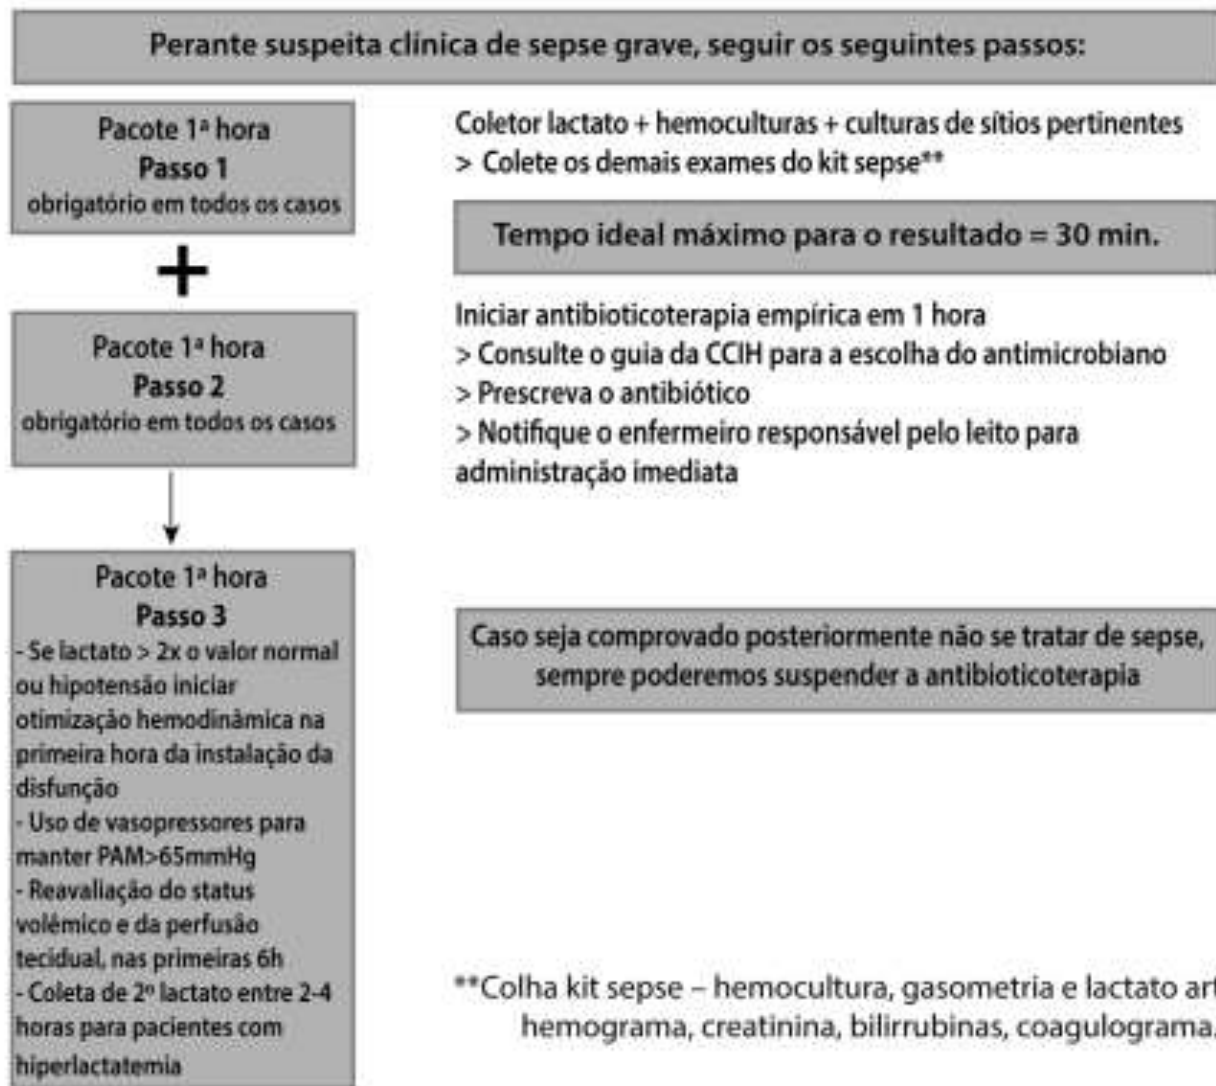 Perante suspeita clínica de sepse grave, seguir os seguintes passos:
Pacote 1ª hora
Passo 1
obrigatório em todos os casos
Coletor lactato + hemoculturas + culturas de sítios pertinentes
> Colete os demais exames do kit sepse**
Tempo ideal máximo para o resultado = 30 min.
+
Pacote 1ª hora
Passo 2
obrigatório em todos os casos
Iniciar antibioticoterapia empírica em 1 hora
> Consulte o guia da CCIH para a escolha do antimicrobiano
> Prescreva o antibiótico
> Notifique o enfermeiro responsável pelo leito para
administração imediata
Pacote 1ª hora
Passo 3
- Se lactato > 2x o valor normal
ou hipotensão iniciar
otimização hemodinâmica na
primeira hora da instalação da
disfunção
- Uso de vasopressores para
manter PAM>65mmHg
- Reavaliação do status
volêmico e da perfusão
tecidual, nas primeiras 6h
- Coleta de 2º lactato entre 2-4
horas para pacientes com
hiperlactatemia
Caso seja comprovado posteriormente não se tratar de sepse,
sempre poderemos suspender a antibioticoterapia
**Colha kit sepse – hemocultura, gasometria e lactato art
hemograma, creatinina, bilirrubinas, coagulograma.